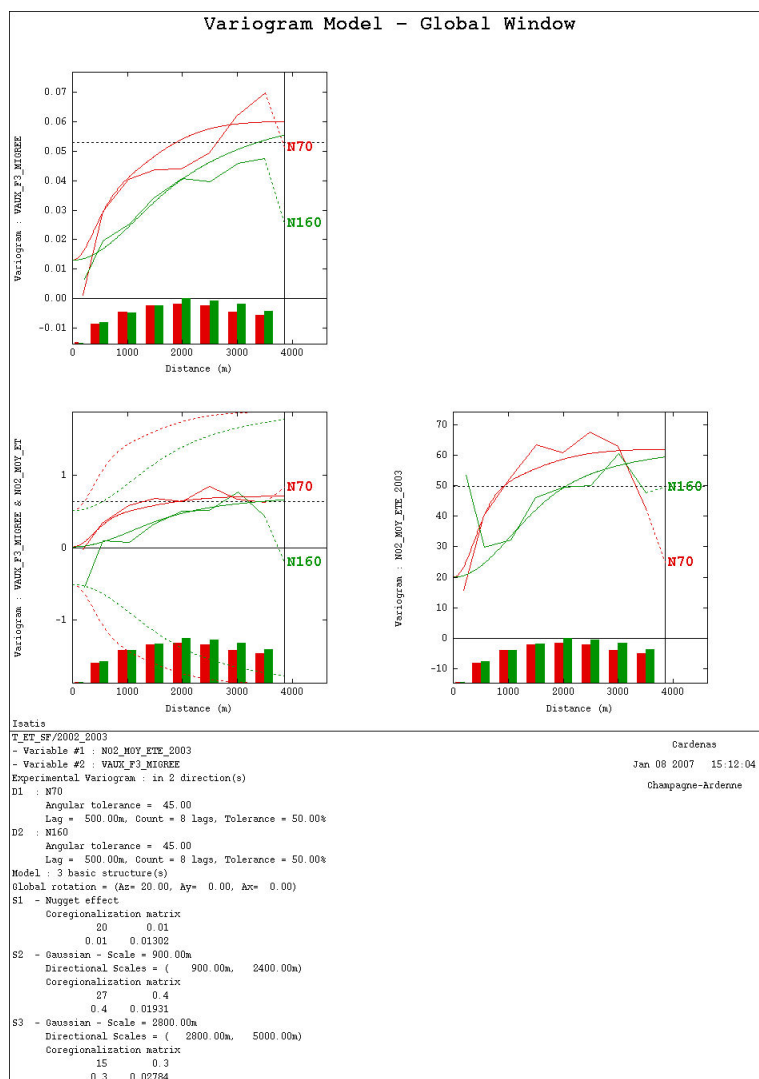 Variogram Model – Global Window
Variogram : VAUX_F3_MIGREE
0.07
0.06
0.05
0.04
0.03
0.02
0.01
0.00
-0.01
N70
N160
0 1000 2000 3000 4000
Distance (m)
Variogram : VAUX_F3_MIGREE & NO2_MOY_ET
1
0
-1
N70
N160
0 1000 2000 3000 4000
Distance (m)
Variogram : NO2_MOY_ETE_2003
70
60
50
40
30
20
10
0
-10
N160
N70
0 1000 2000 3000 4000
Distance (m)
Isatis
T_ET_SF/2002_2003
- Variable #1 : NO2_MOY_ETE_2003
- Variable #2 : VAUX_F3_MIGREE
Experimental Variogram : in 2 direction(s)
D1 : N70
Angular tolerance = 45.00
Lag = 500.00m, Count = 8 lags, Tolerance = 50.00%
D2 : N160
Angular tolerance = 45.00
Lag = 500.00m, Count = 8 lags, Tolerance = 50.00%
Model : 3 basic structure(s)
Global rotation = (Az= 20.00, Ay= 0.00, Ax= 0.00)
S1 - Nugget effect
Coregionalization matrix
20 0.01
0.01 0.01302
S2 - Gaussian - Scale = 900.00m
Directional Scales = ( 900.00m, 2400.00m)
Coregionalization matrix
27 0.4
0.4 0.01931
S3 - Gaussian - Scale = 2800.00m
Directional Scales = ( 2800.00m, 5000.00m)
Coregionalization matrix
15 0.3
0.3 0.02784
Cardenas
Jan 08 2007 15:12:04
Champagne-Ardenne